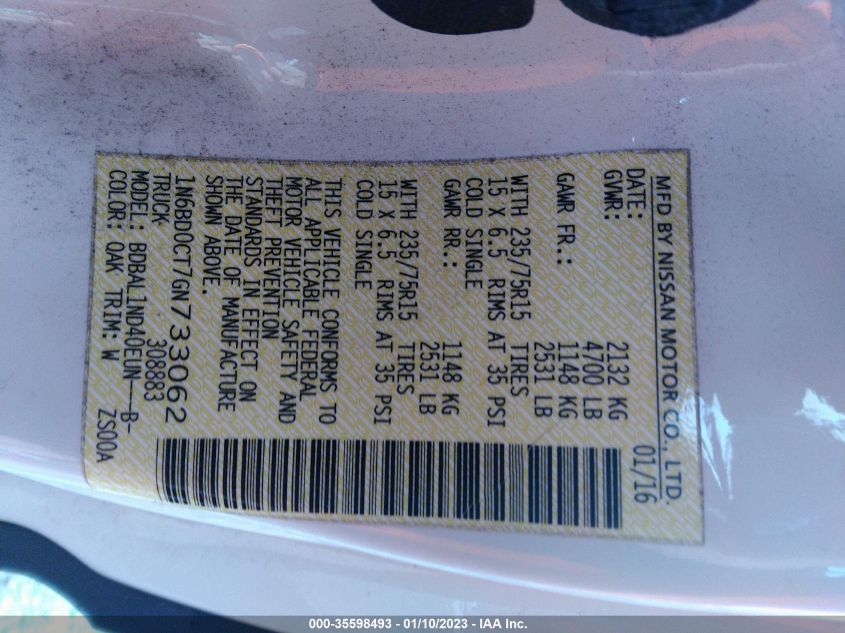 MFD BY NISSAN MOTOR CO., LTD.
DATE: 01/16
GVWR: 2132 KG
4700 LB
GAWR FR.: 1148 KG
2531 LB
WITH 235/75R15 TIRES
15 X 6.5 RIMS AT 35 PSI
COLD SINGLE
GAWR RR.: 1148 KG
2531 LB
WITH 235/75R15 TIRES
15 X 6.5 RIMS AT 35 PSI
COLD SINGLE
THIS VEHICLE CONFORMS TO
ALL APPLICABLE FEDERAL
MOTOR VEHICLE SAFETY AND
THEFT PREVENTION
STANDARDS IN EFFECT ON
THE DATE OF MANUFACTURE
SHOWN ABOVE.
1N6BD0CT7GN733062
TRUCK 308883
MODEL: BDBAL1ND40EUN---B-
COLOR: QAK TRIM: W ZS00A
000-35598493 - 01/10/2023 - IAA Inc.